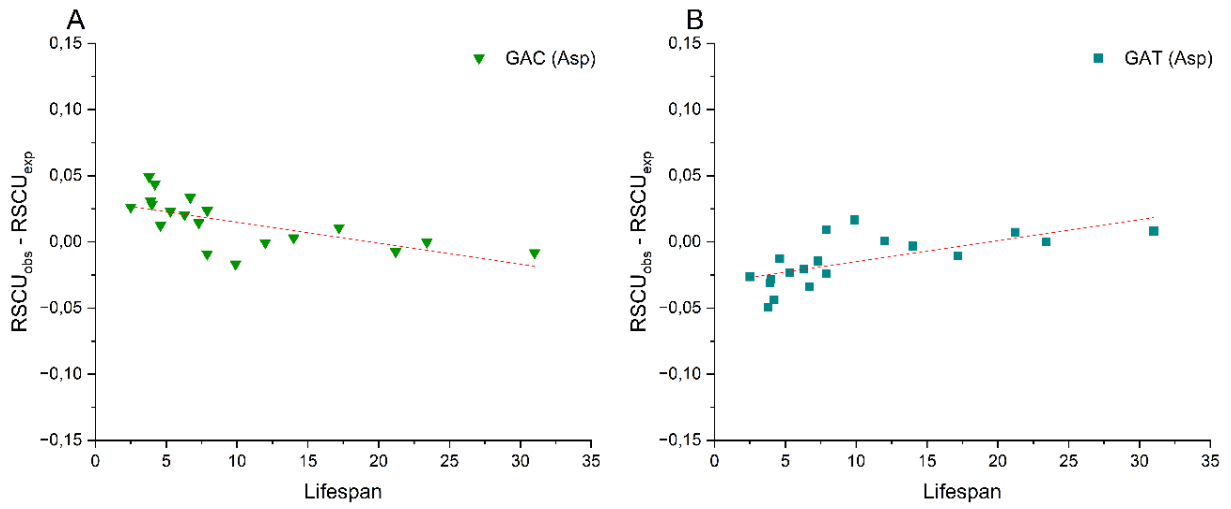 A
0,15
0,10
0,05
0,00
−0,05
−0,10
−0,15
RSCUobs - RSCUexp
GAC (Asp)
0 5 10 15 20 25 30 35
Lifespan
B
0,15
0,10
0,05
0,00
−0,05
−0,10
−0,15
RSCUobs - RSCUexp
GAT (Asp)
0 5 10 15 20 25 30 35
Lifespan